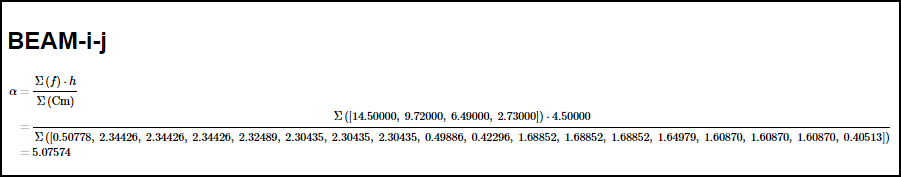 BEAM-i-j
α = Σ (f) · h / Σ (Cm)
= Σ ([14.50000, 9.72000, 6.49000, 2.73000]) · 4.50000 / Σ ([0.50778, 2.34426, 2.34426, 2.34426, 2.32489, 2.30435, 2.30435, 2.30435, 0.49886, 0.42296, 1.68852, 1.68852, 1.68852, 1.64979, 1.60870, 1.60870, 1.60870, 0.40513])
= 5.07574